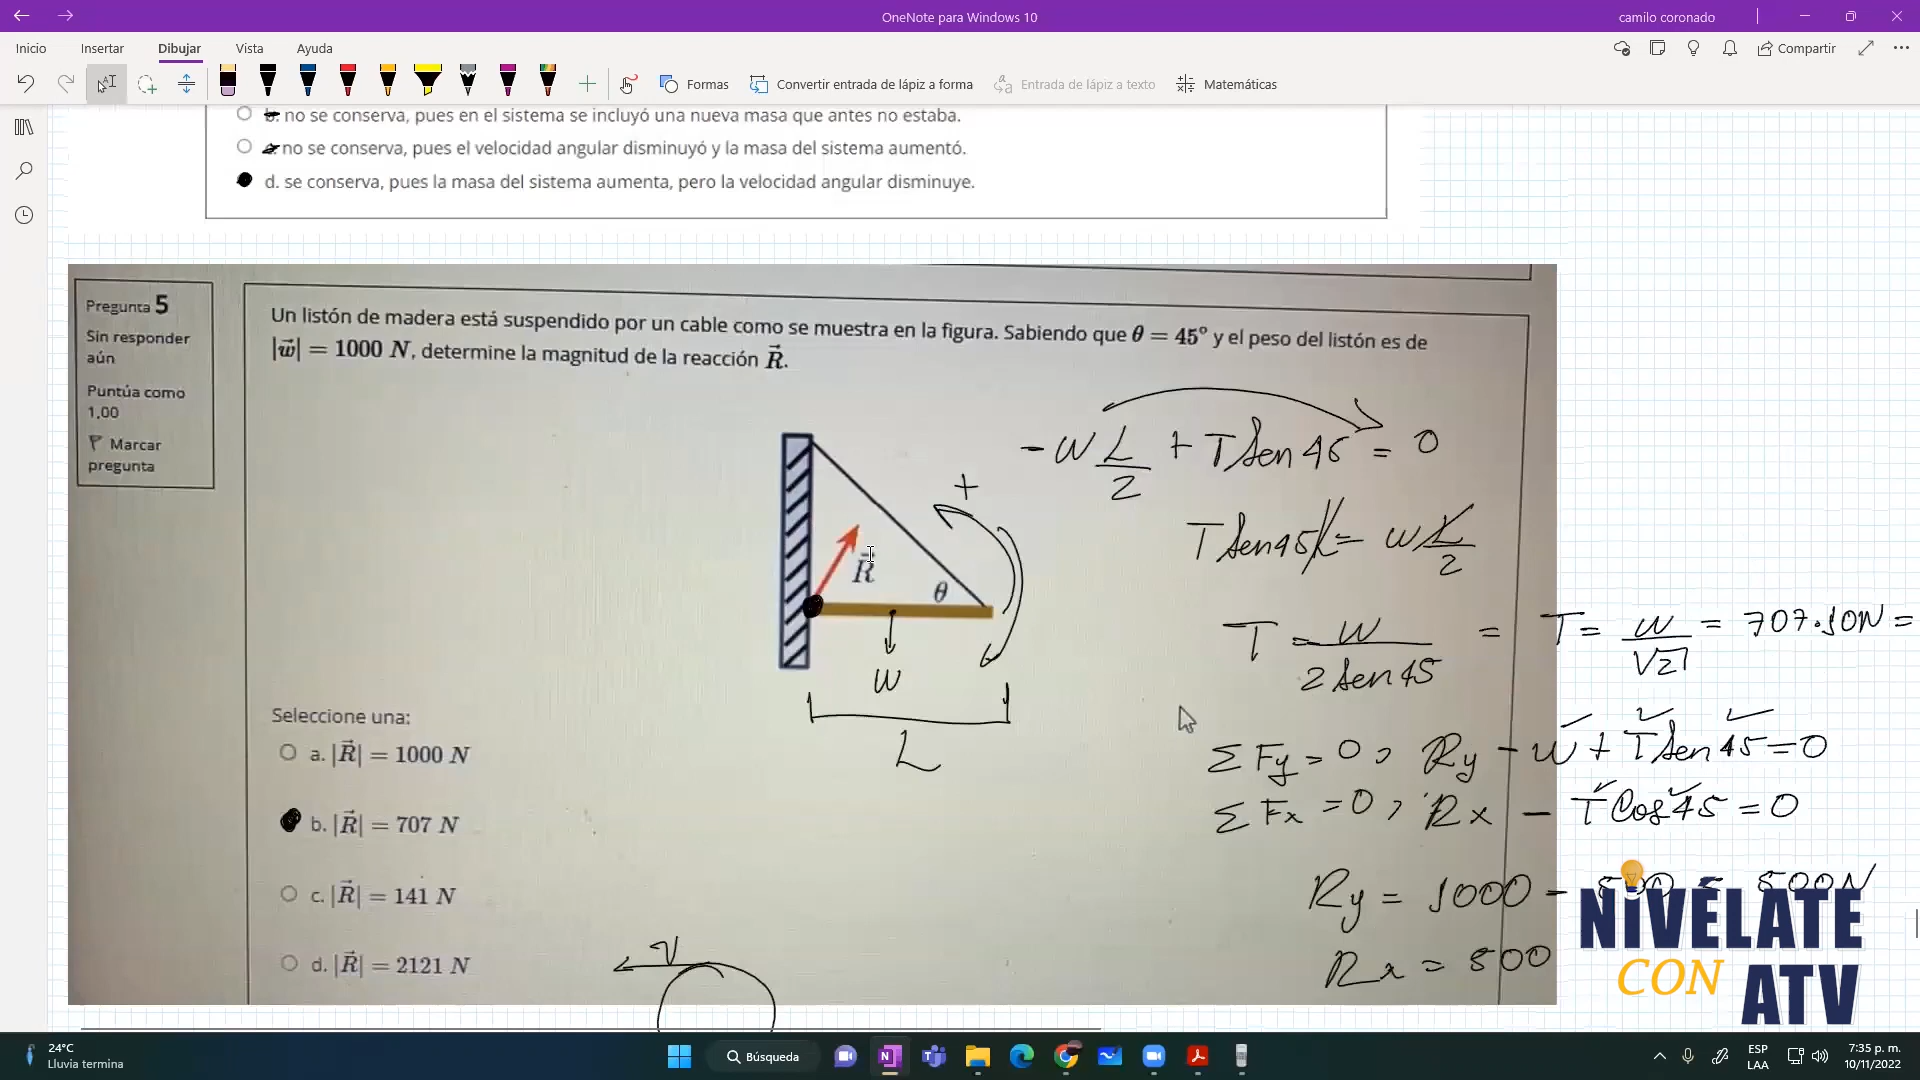 OneNote para Windows 10
camilo coronado
Inicio
Insertar
Dibujar
Vista
Ayuda
Compartir
Formas
Convertir entrada de lápiz a forma
Entrada de lápiz a texto
Matemáticas
b. no se conserva, pues en el sistema se incluyó una nueva masa que antes no estaba.
no se conserva, pues el velocidad angular disminuyó y la masa del sistema aumentó.
d. se conserva, pues la masa del sistema aumenta, pero la velocidad angular disminuye.
Pregunta 5
Sin responder
aún
Puntúa como
1,00
Marcar
pregunta
Un listón de madera está suspendido por un cable como se muestra en la figura. Sabiendo que θ = 45° y el peso del listón es de
|w⃗| = 1000 N, determine la magnitud de la reacción R⃗.
R⃗
θ
+
w
L
-W L/2 + T Sen 45 = 0
T Sen 45 L = W L/2
T = W / 2 Sen 45 = T = W/√2 = 707.10N =
Σ Fy = 0, Ry - W + T Sen 45 = 0
Σ Fx = 0, Rx - T Cos 45 = 0
Ry = 1000 - 500 = 500N
Rx = 500
Seleccione una:
a. |R⃗| = 1000 N
b. |R⃗| = 707 N
c. |R⃗| = 141 N
d. |R⃗| = 2121 N
v
NIVÉLATE
CON
ATV
24°C
Lluvia termina
Búsqueda
ESP
LAA
7:35 p. m.
10/11/2022